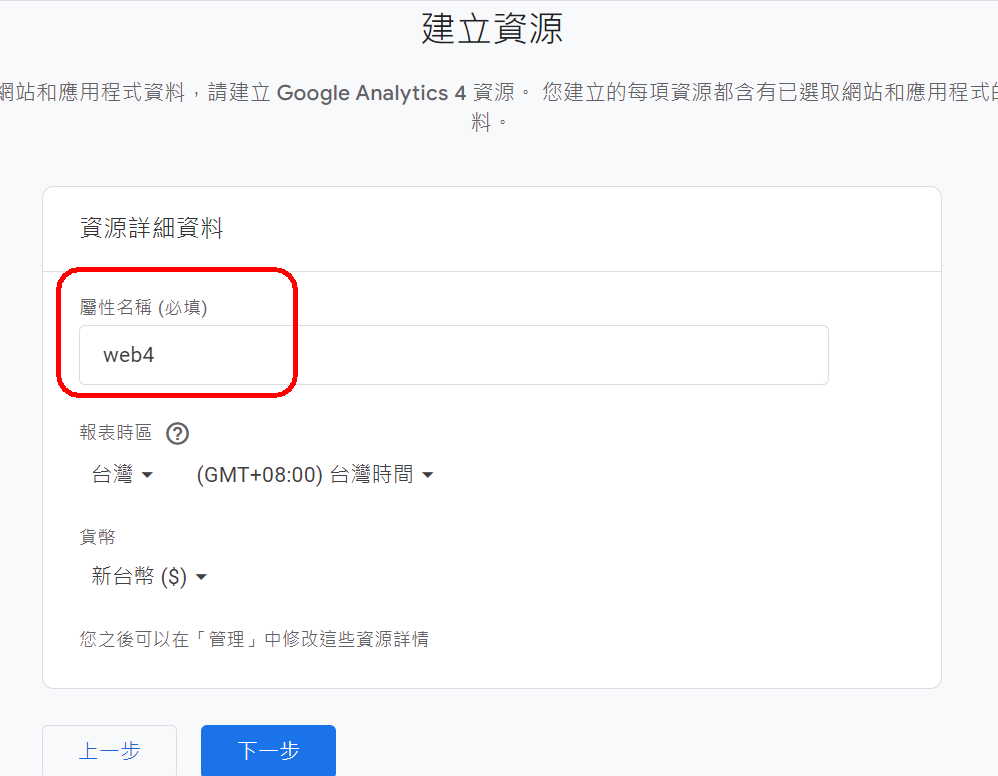 建立資源
網站和應用程式資料，請建立 Google Analytics 4 資源。 您建立的每項資源都含有已選取網站和應用程式的
料。
資源詳細資料
屬性名稱 (必填)
web4
報表時區 ?
台灣 (GMT+08:00) 台灣時間
貨幣
新台幣 ($)
您之後可以在「管理」中修改這些資源詳情
上一步 下一步